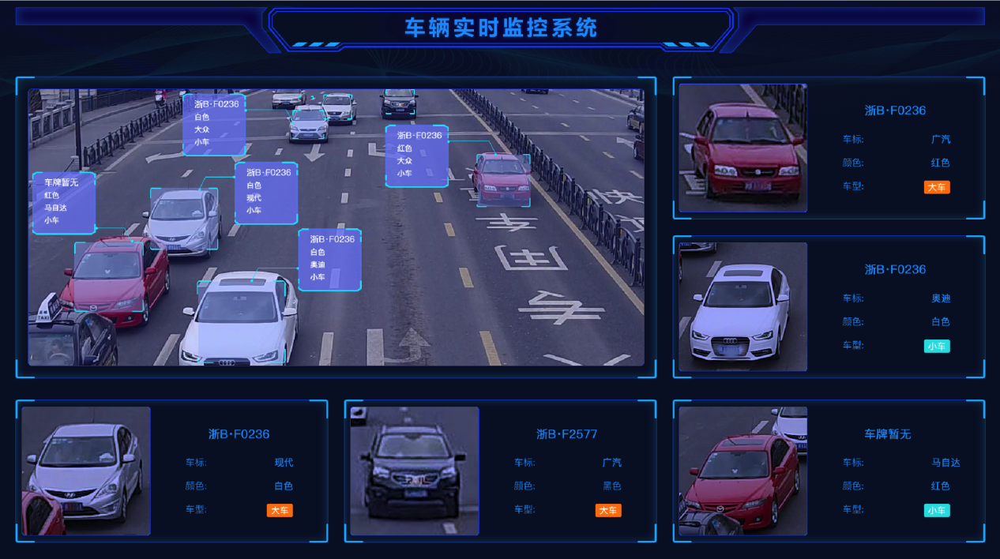 车辆实时监控系统
浙B·F0236
白色
大众
小车
浙B·F0236
红色
大众
小车
车牌暂无
红色
马自达
小车
浙B·F0236
白色
现代
小车
浙B·F0236
白色
奥迪
小车
TAXI
浙B·F0236
车标: 广汽
颜色: 红色
车型: 大车
浙B·F0236
车标: 奥迪
颜色: 白色
车型: 小车
浙B·F0236
车标: 现代
颜色: 白色
车型: 大车
浙B·F2577
车标: 广汽
颜色: 黑色
车型: 大车
车牌暂无
车标: 马自达
颜色: 红色
车型: 小车